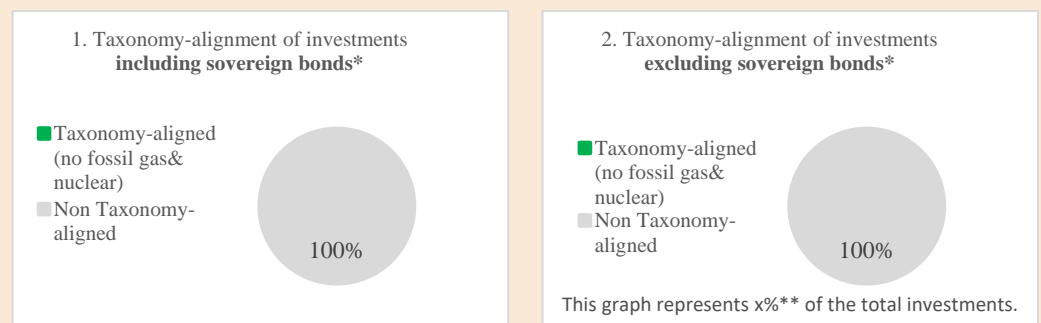 1. Taxonomy-alignment of investments
including sovereign bonds*
Taxonomy-aligned
(no fossil gas&
nuclear)
Non Taxonomy-
aligned
100%
2. Taxonomy-alignment of investments
excluding sovereign bonds*
Taxonomy-aligned
(no fossil gas&
nuclear)
Non Taxonomy-
aligned
100%
This graph represents x%** of the total investments.